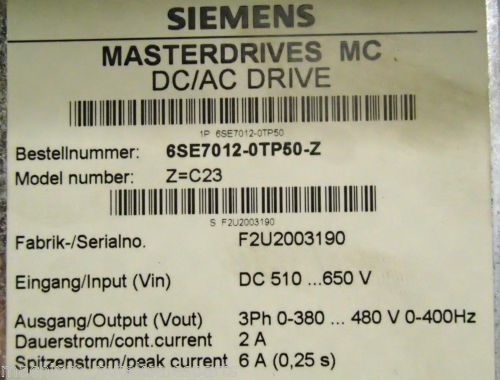 SIEMENS
MASTERDRIVES MC
DC/AC DRIVE
1P 6SE7012-0TP50
Bestellnummer: 6SE7012-0TP50-Z
Model number: Z=C23
S F2U2003190
Fabrik-/Serialno. F2U2003190
Eingang/Input (Vin) DC 510 ...650 V
Ausgang/Output (Vout) 3Ph 0-380 ... 480 V 0-400Hz
Dauerstrom/cont.current 2 A
Spitzenstrom/peak current 6 A (0,25 s)